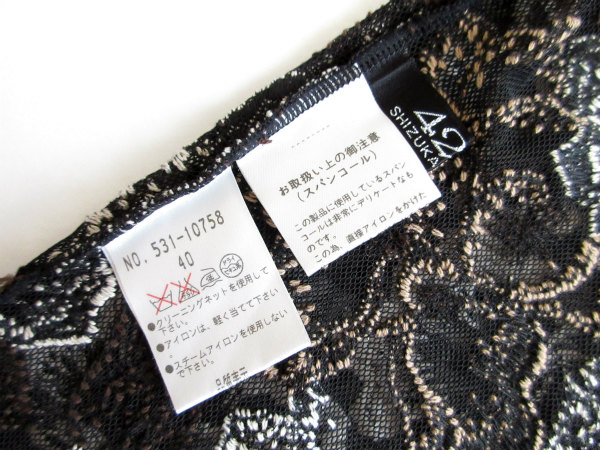 42
SHIZUKA
お取扱い上の御注意
(スパンコール)
この製品に使用しているスパン
コールは非常にデリケートなも
のです。
この為、直接アイロンをかけた
NO. 531-10758
40
ドライ
●クリーニングネットを使用して
下さい。
●アイロンは、軽く当てて下さい
。
●スチームアイロンを使用しない
で下さい。